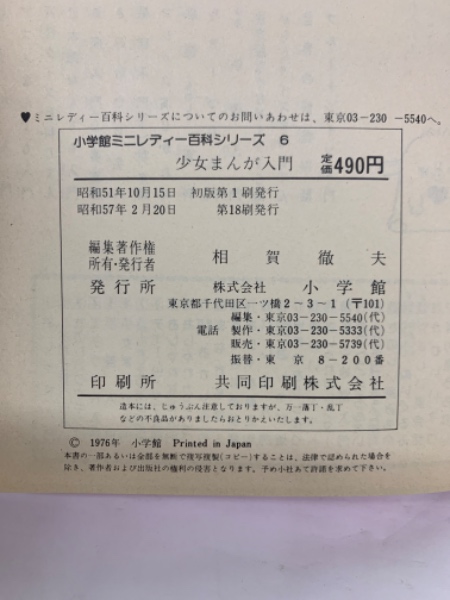 ♥ミニレディー百科シリーズについてのお問いあわせは、東京03−230 −5540へ。
小学館ミニレディー百科シリーズ 6
少女まんが入門 定価490円
昭和51年10月15日 初版第1刷発行
昭和57年 2月20日 第18刷発行
編集著作権
所有・発行者 相賀徹夫
発行所 株式会社 小学館
東京都千代田区一ツ橋2−3−1(〒101)
編集・東京03-230-5540(代)
電話 製作・東京03-230-5333(代)
販売・東京03-230-5739(代)
振替・東京 8-200番
印刷所 共同印刷株式会社
造本には、じゅうぶん注意しておりますが、万一落丁・乱丁
などの不良品がありましたらおとりかえいたします。
© 1976年 小学館 Printed in Japan
本書の一部あるいは全部を無断で複写複製(コピー)することは、法律で認められた場合を
除き、著作者および出版社の権利の侵害となります。予め小社あて許諾を求めて下さい。